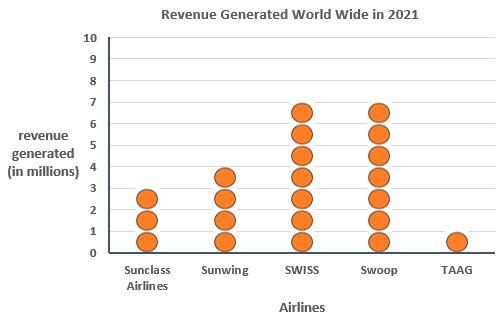 Revenue Generated World Wide in 2021
10
9
8
7
6
5
4
3
2
1
0
revenue
generated
(in millions)
Sunclass
Airlines
Sunwing
SWISS
Swoop
TAAG
Airlines